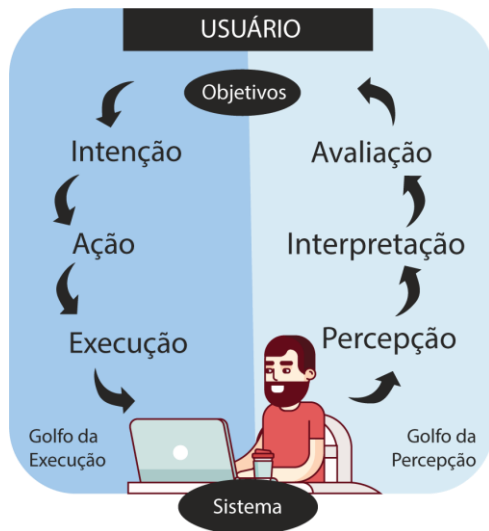 USUÁRIO
Objetivos
Intenção
Ação
Execução
Golfo da
Execução
Avaliação
Interpretação
Percepção
Golfo da
Percepção
Sistema